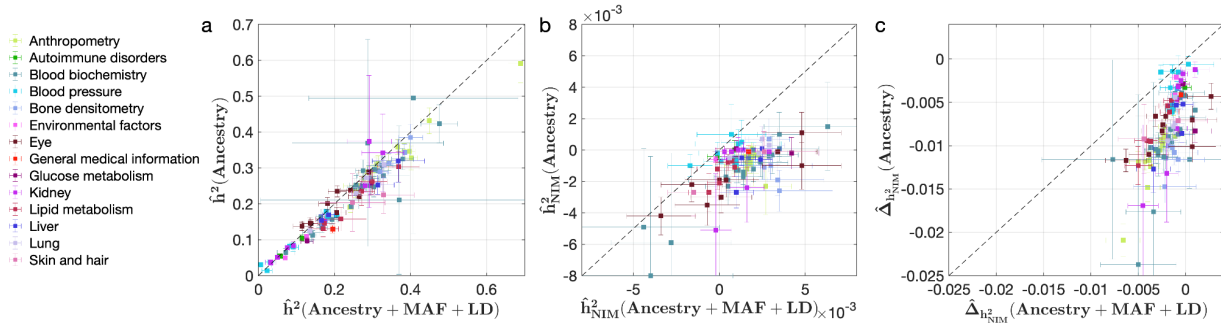 Anthropometry
Autoimmune disorders
Blood biochemistry
Blood pressure
Bone densitometry
Environmental factors
Eye
General medical information
Glucose metabolism
Kidney
Lipid metabolism
Liver
Lung
Skin and hair
a
0.7
0.6
0.5
0.4
0.3
0.2
0.1
0
0 0.2 0.4 0.6
ĥ²(Ancestry)
ĥ²(Ancestry + MAF + LD)
b
×10⁻³
8
6
4
2
0
-2
-4
-6
-8
-5 0 5
ĥ²_NIM(Ancestry)
ĥ²_NIM(Ancestry + MAF + LD) ×10⁻³
c
0
-0.005
-0.01
-0.015
-0.02
-0.025
-0.025 -0.02 -0.015 -0.01 -0.005 0
Δ̂_h²_NIM(Ancestry)
Δ̂_h²_NIM(Ancestry + MAF + LD)